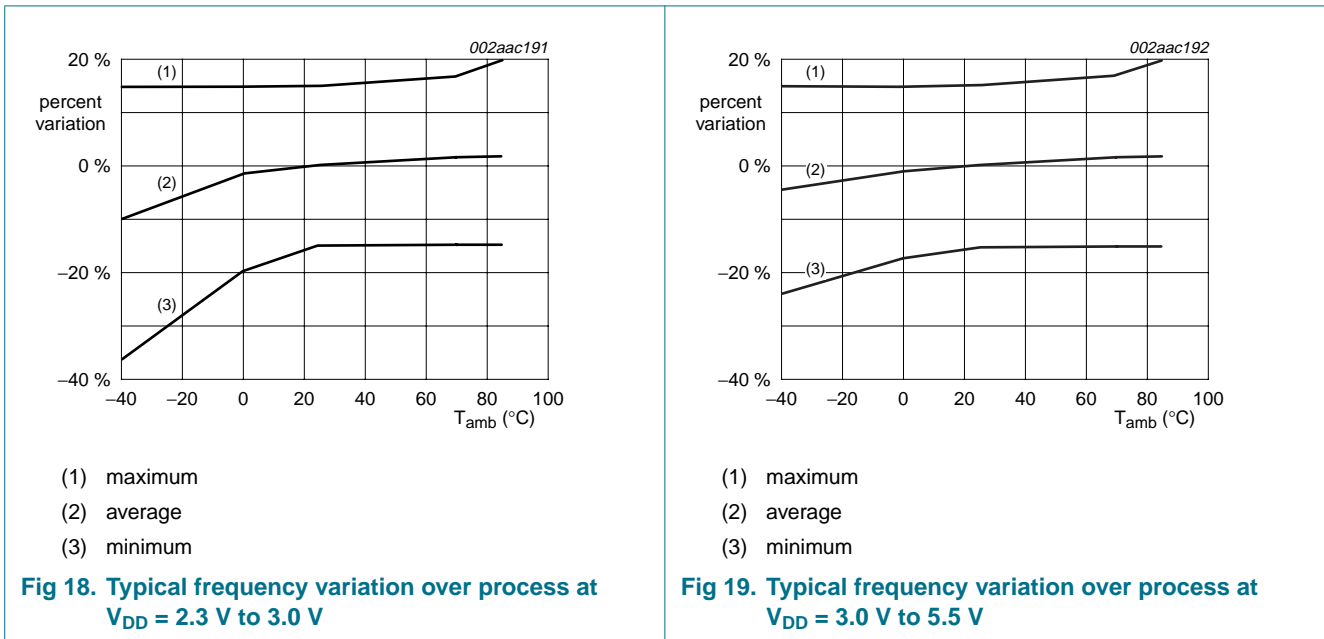 002aac191
20 %
(1)
percent
variation
0 %
(2)
−20 %
(3)
−40 %
−40 −20 0 20 40 60 80 100
Tamb (°C)
(1) maximum
(2) average
(3) minimum
Fig 18. Typical frequency variation over process at
VDD = 2.3 V to 3.0 V
002aac192
20 %
(1)
percent
variation
0 %
(2)
−20 %
(3)
−40 %
−40 −20 0 20 40 60 80 100
Tamb (°C)
(1) maximum
(2) average
(3) minimum
Fig 19. Typical frequency variation over process at
VDD = 3.0 V to 5.5 V